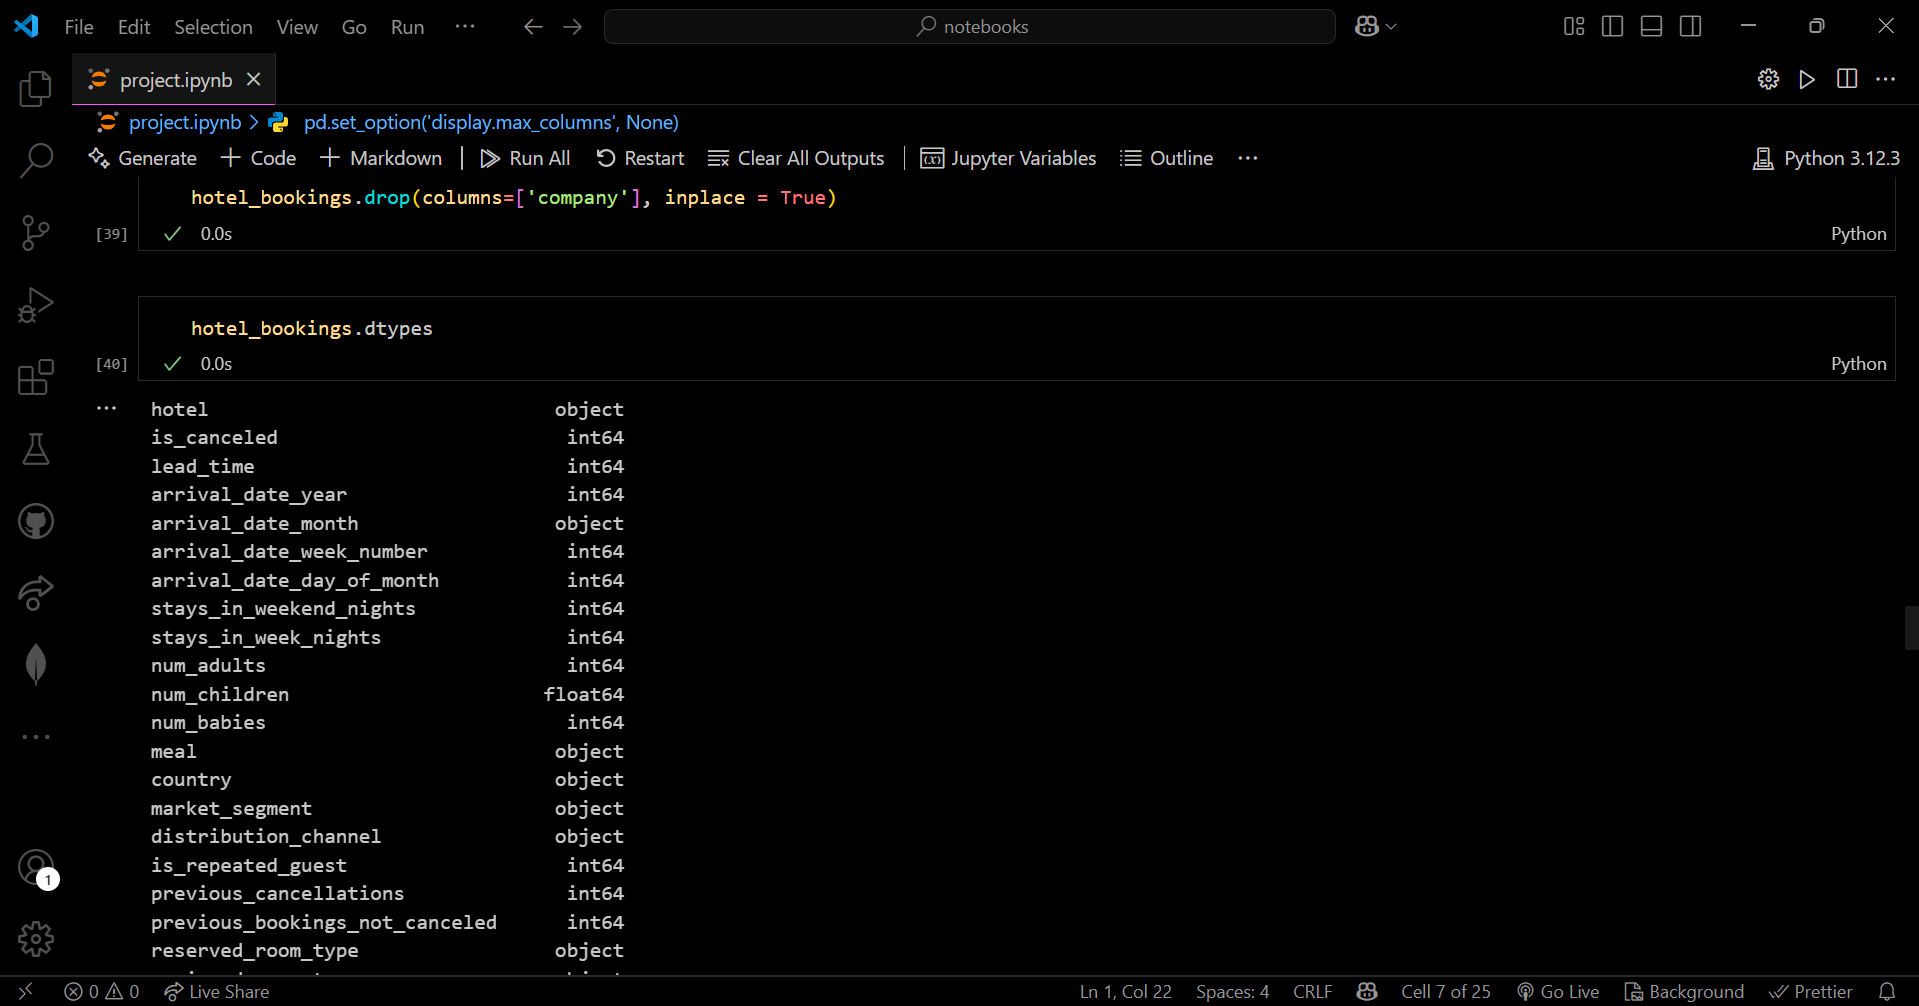 File Edit Selection View Go Run ··· notebooks
project.ipynb
project.ipynb > pd.set_option('display.max_columns', None)
Generate + Code + Markdown | Run All Restart Clear All Outputs | Jupyter Variables Outline ··· Python 3.12.3
hotel_bookings.drop(columns=['company'], inplace = True)
[39] 0.0s Python
hotel_bookings.dtypes
[40] 0.0s Python
hotel object
is_canceled int64
lead_time int64
arrival_date_year int64
arrival_date_month object
arrival_date_week_number int64
arrival_date_day_of_month int64
stays_in_weekend_nights int64
stays_in_week_nights int64
num_adults int64
num_children float64
num_babies int64
meal object
country object
market_segment object
distribution_channel object
is_repeated_guest int64
previous_cancellations int64
previous_bookings_not_canceled int64
reserved_room_type object
1
0 0 Live Share Ln 1, Col 22 Spaces: 4 CRLF Cell 7 of 25 Go Live Background Prettier